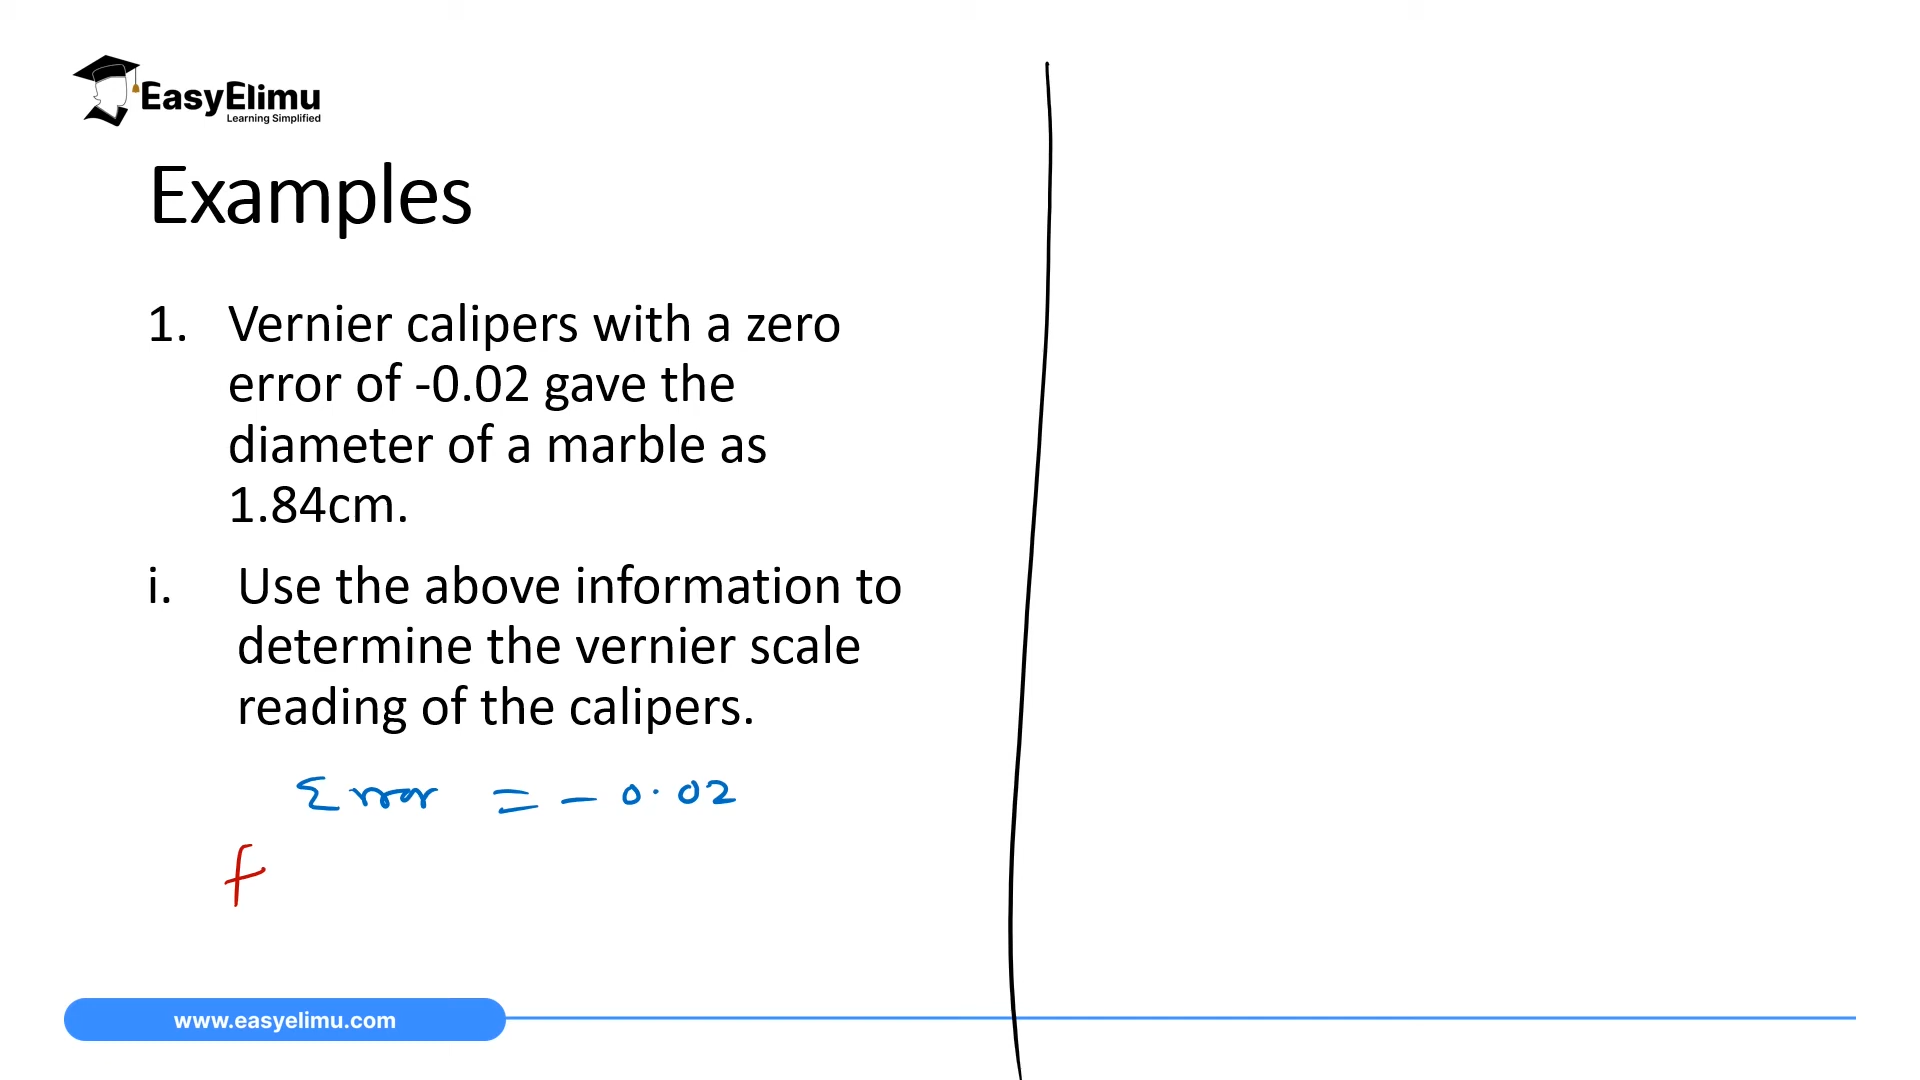 EasyElimu
Learning Simplified
Examples
1. Vernier calipers with a zero
error of -0.02 gave the
diameter of a marble as
1.84cm.
i. Use the above information to
determine the vernier scale
reading of the calipers.
Error = - 0.02
f
www.easyelimu.com